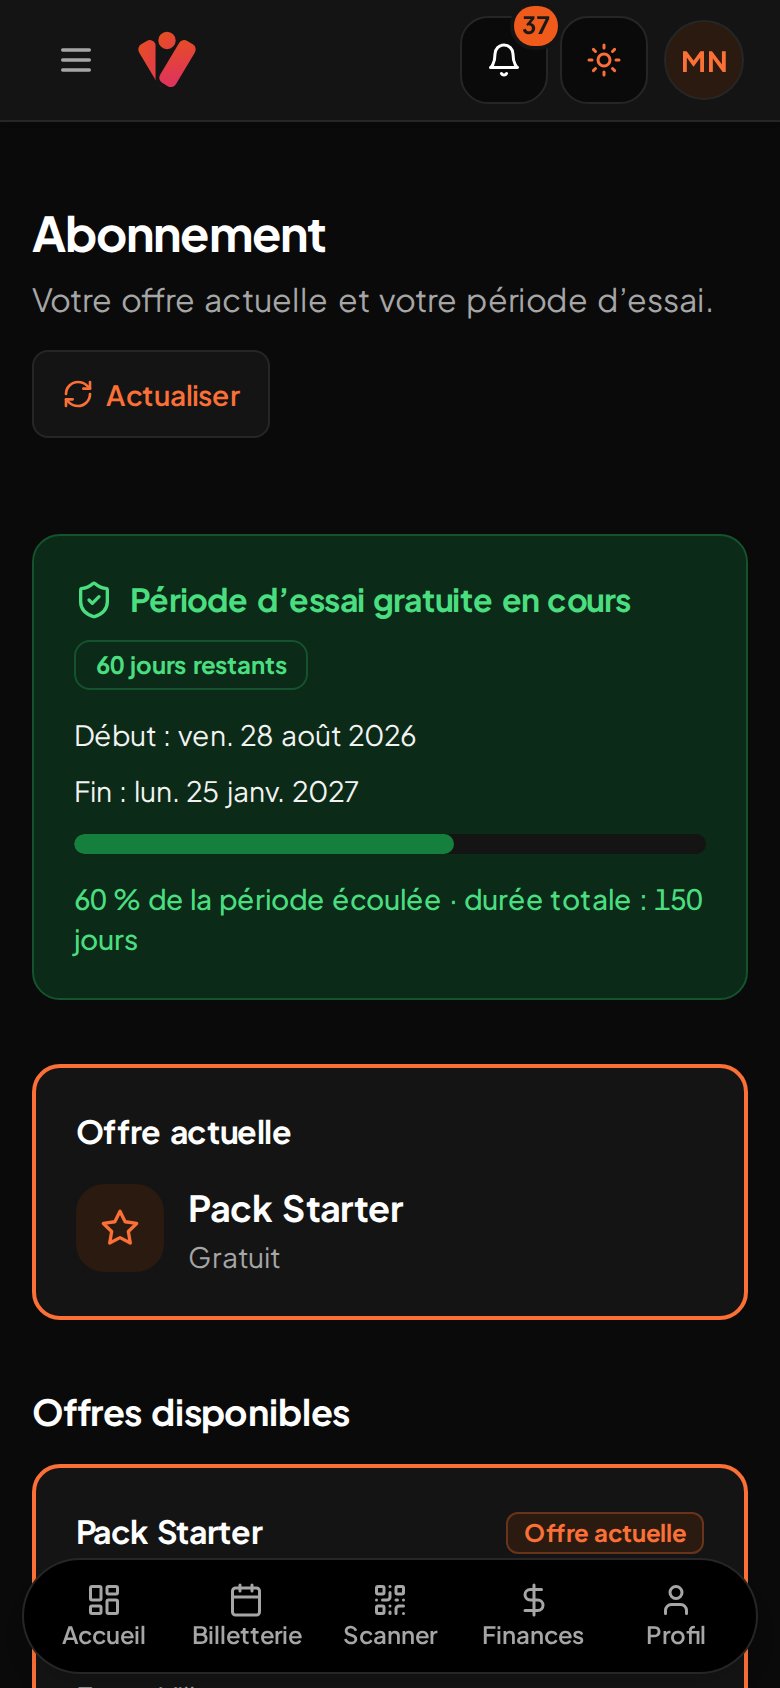 37
MN
Abonnement
Votre offre actuelle et votre période d’essai.
Actualiser
Période d’essai gratuite en cours
60 jours restants
Début : ven. 28 août 2026
Fin : lun. 25 janv. 2027
60 % de la période écoulée · durée totale : 150
jours
Offre actuelle
Pack Starter
Gratuit
Offres disponibles
Pack Starter
Offre actuelle
Accueil
Billetterie
Scanner
Finances
Profil